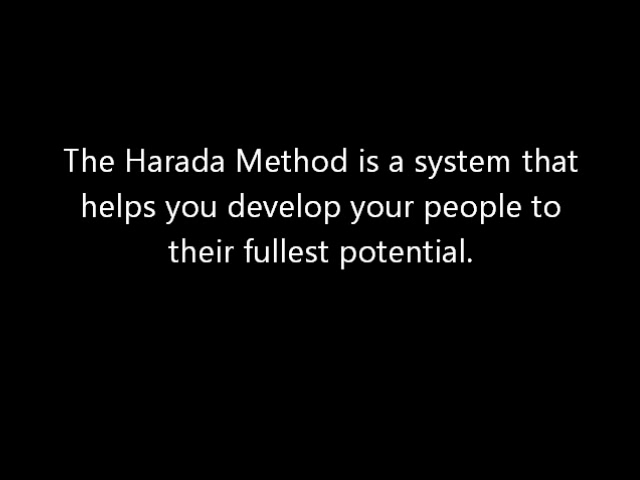 The Harada Method is a system that
helps you develop your people to
their fullest potential.